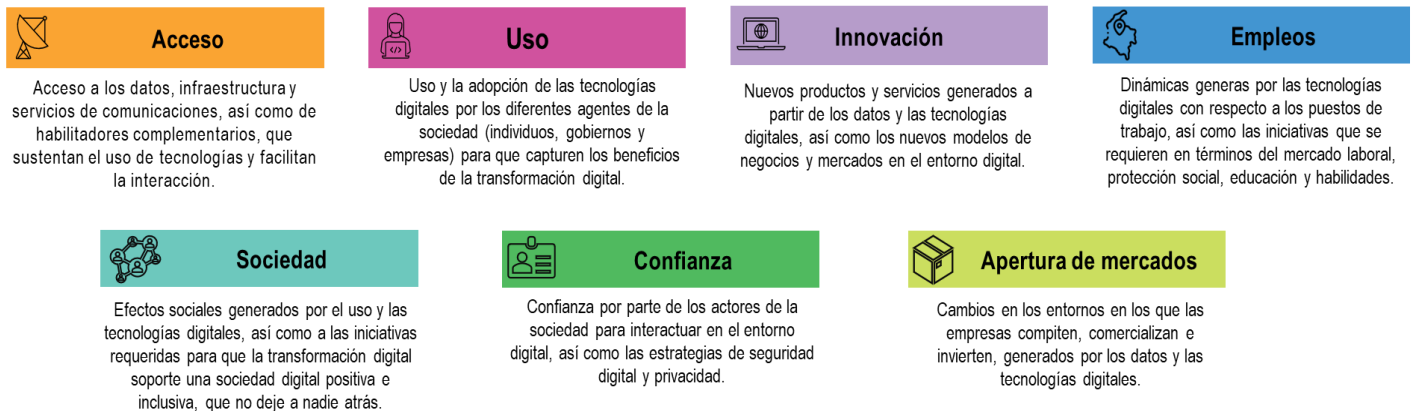 Acceso
Acceso a los datos, infraestructura y
servicios de comunicaciones, así como de
habilitadores complementarios, que
sustentan el uso de tecnologías y facilitan
la interacción.
Uso
Uso y la adopción de las tecnologías
digitales por los diferentes agentes de la
sociedad (individuos, gobiernos y
empresas) para que capturen los beneficios
de la transformación digital.
Innovación
Nuevos productos y servicios generados a
partir de los datos y las tecnologías
digitales, así como los nuevos modelos de
negocios y mercados en el entorno digital.
Empleos
Dinámicas generas por las tecnologías
digitales con respecto a los puestos de
trabajo, así como las iniciativas que se
requieren en términos del mercado laboral,
protección social, educación y habilidades.
Sociedad
Efectos sociales generados por el uso y las
tecnologías digitales, así como a las iniciativas
requeridas para que la transformación digital
soporte una sociedad digital positiva e
inclusiva, que no deje a nadie atrás.
Confianza
Confianza por parte de los actores de la
sociedad para interactuar en el entorno
digital, así como las estrategias de seguridad
digital y privacidad.
Apertura de mercados
Cambios en los entornos en los que las
empresas compiten, comercializan e
invierten, generados por los datos y las
tecnologías digitales.